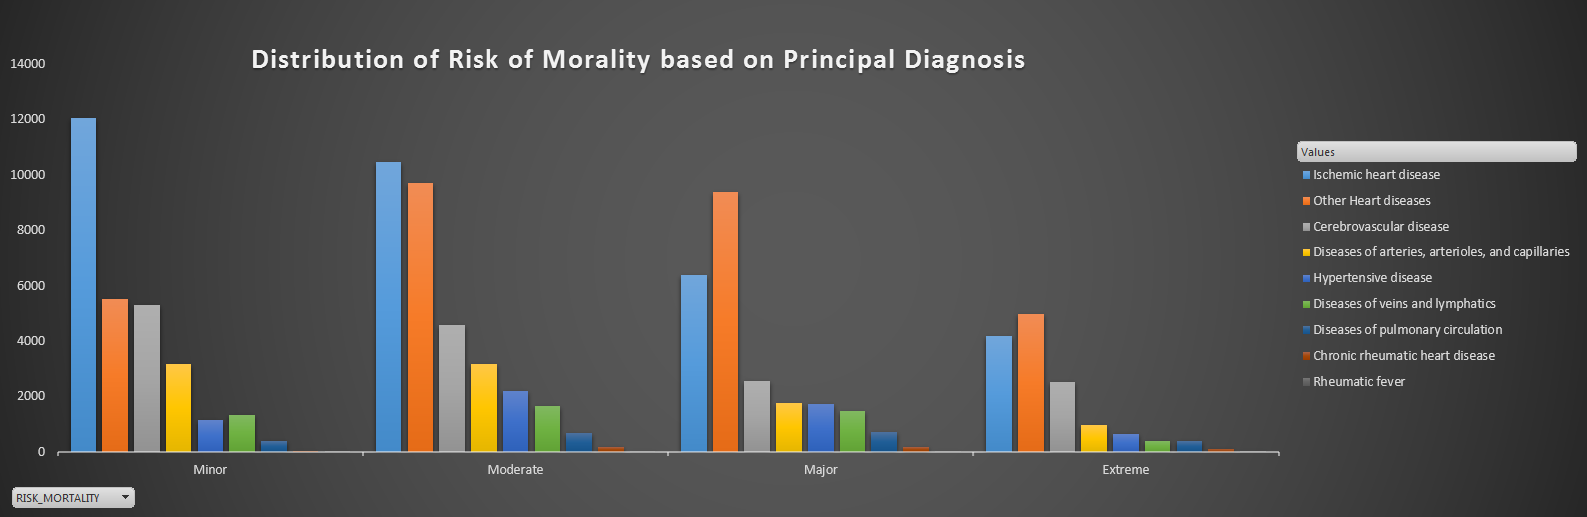 Distribution of Risk of Morality based on Principal Diagnosis
14000
12000
10000
8000
6000
4000
2000
0
Minor
Moderate
Major
Extreme
Values
Ischemic heart disease
Other Heart diseases
Cerebrovascular disease
Diseases of arteries, arterioles, and capillaries
Hypertensive disease
Diseases of veins and lymphatics
Diseases of pulmonary circulation
Chronic rheumatic heart disease
Rheumatic fever
RISK_MORTALITY